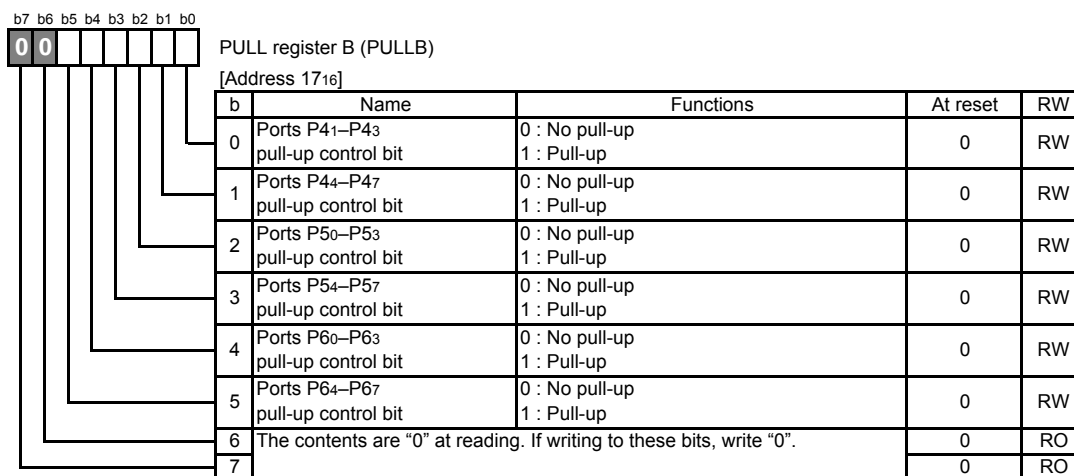 b7 b6 b5 b4 b3 b2 b1 b0
0 0
PULL register B (PULLB)
[Address 1716]
b Name Functions At reset RW
0 Ports P41–P43 pull-up control bit 0 : No pull-up 1 : Pull-up 0 RW
1 Ports P44–P47 pull-up control bit 0 : No pull-up 1 : Pull-up 0 RW
2 Ports P50–P53 pull-up control bit 0 : No pull-up 1 : Pull-up 0 RW
3 Ports P54–P57 pull-up control bit 0 : No pull-up 1 : Pull-up 0 RW
4 Ports P60–P63 pull-up control bit 0 : No pull-up 1 : Pull-up 0 RW
5 Ports P64–P67 pull-up control bit 0 : No pull-up 1 : Pull-up 0 RW
6 The contents are “0” at reading. If writing to these bits, write “0”. 0 RO
7 0 RO